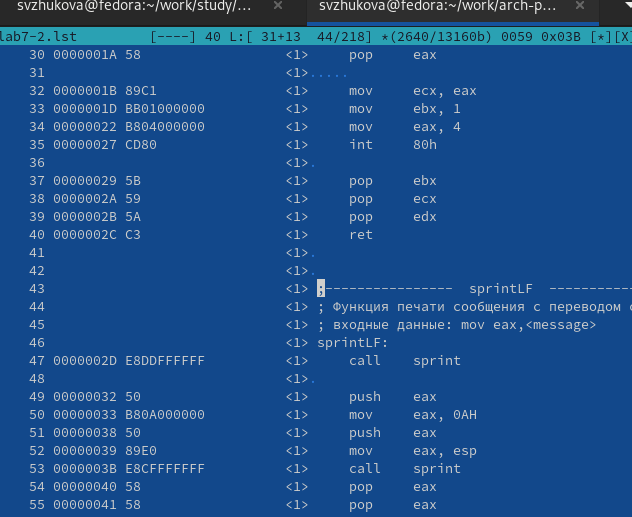 svzhukova@fedora:~/work/study/... × svzhukova@fedora:~/work/arch-p... ×
lab7-2.lst [----] 40 L:[ 31+13 44/218] *(2640/13160b) 0059 0x03B [*][X]
30 0000001A 58 <1> pop eax
31 <1>.....
32 0000001B 89C1 <1> mov ecx, eax
33 0000001D BB01000000 <1> mov ebx, 1
34 00000022 B804000000 <1> mov eax, 4
35 00000027 CD80 <1> int 80h
36 <1>.
37 00000029 5B <1> pop ebx
38 0000002A 59 <1> pop ecx
39 0000002B 5A <1> pop edx
40 0000002C C3 <1> ret
41 <1>.
42 <1>.
43 <1> ;---------------- sprintLF ----------
44 <1> ; Функция печати сообщения с переводом с
45 <1> ; входные данные: mov eax,<message>
46 <1> sprintLF:
47 0000002D E8DDFFFFFF <1> call sprint
48 <1>.
49 00000032 50 <1> push eax
50 00000033 B80A000000 <1> mov eax, 0AH
51 00000038 50 <1> push eax
52 00000039 89E0 <1> mov eax, esp
53 0000003B E8CFFFFFFF <1> call sprint
54 00000040 58 <1> pop eax
55 00000041 58 <1> pop eax